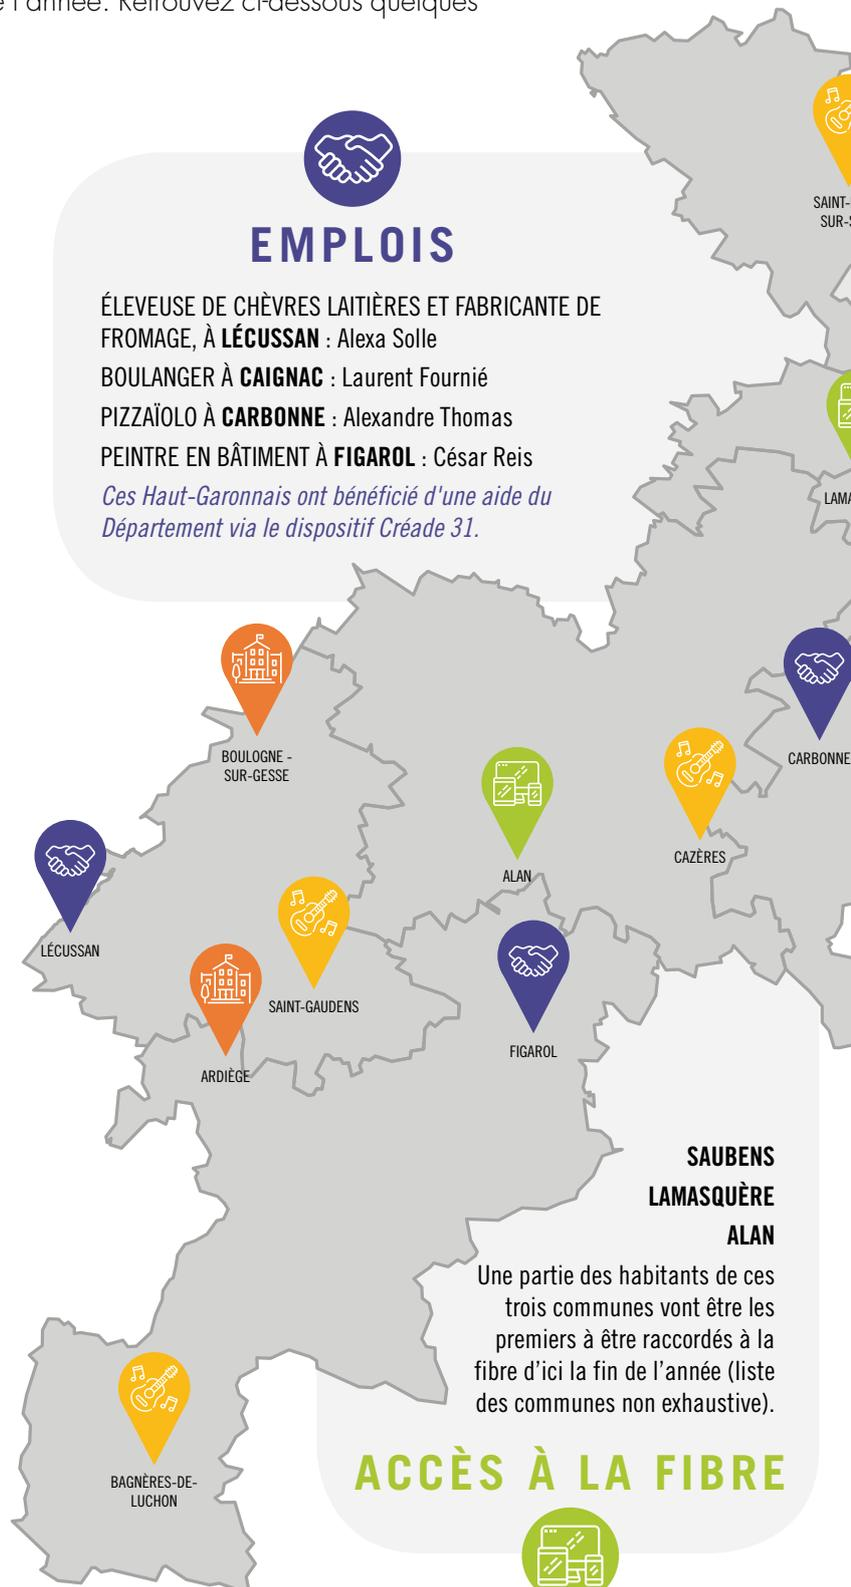 l'année. Retrouvez ci-dessous quelques
SAINT-
SUR-
EMPLOIS
ÉLEVEUSE DE CHÈVRES LAITIÈRES ET FABRICANTE DE
FROMAGE, À LÉCUSSAN : Alexa Solle
BOULANGER À CAIGNAC : Laurent Fournié
PIZZAÏOLO À CARBONNE : Alexandre Thomas
PEINTRE EN BÂTIMENT À FIGAROL : César Reis
Ces Haut-Garonnais ont bénéficié d'une aide du
Département via le dispositif Créade 31.
LAMA
BOULOGNE -
SUR-GESSE
CARBONNE
CAZÈRES
ALAN
LÉCUSSAN
SAINT-GAUDENS
FIGAROL
ARDIÈGE
SAUBENS
LAMASQUÈRE
ALAN
Une partie des habitants de ces
trois communes vont être les
premiers à être raccordés à la
fibre d'ici la fin de l'année (liste
des communes non exhaustive).
ACCÈS À LA FIBRE
BAGNÈRES-DE-
LUCHON